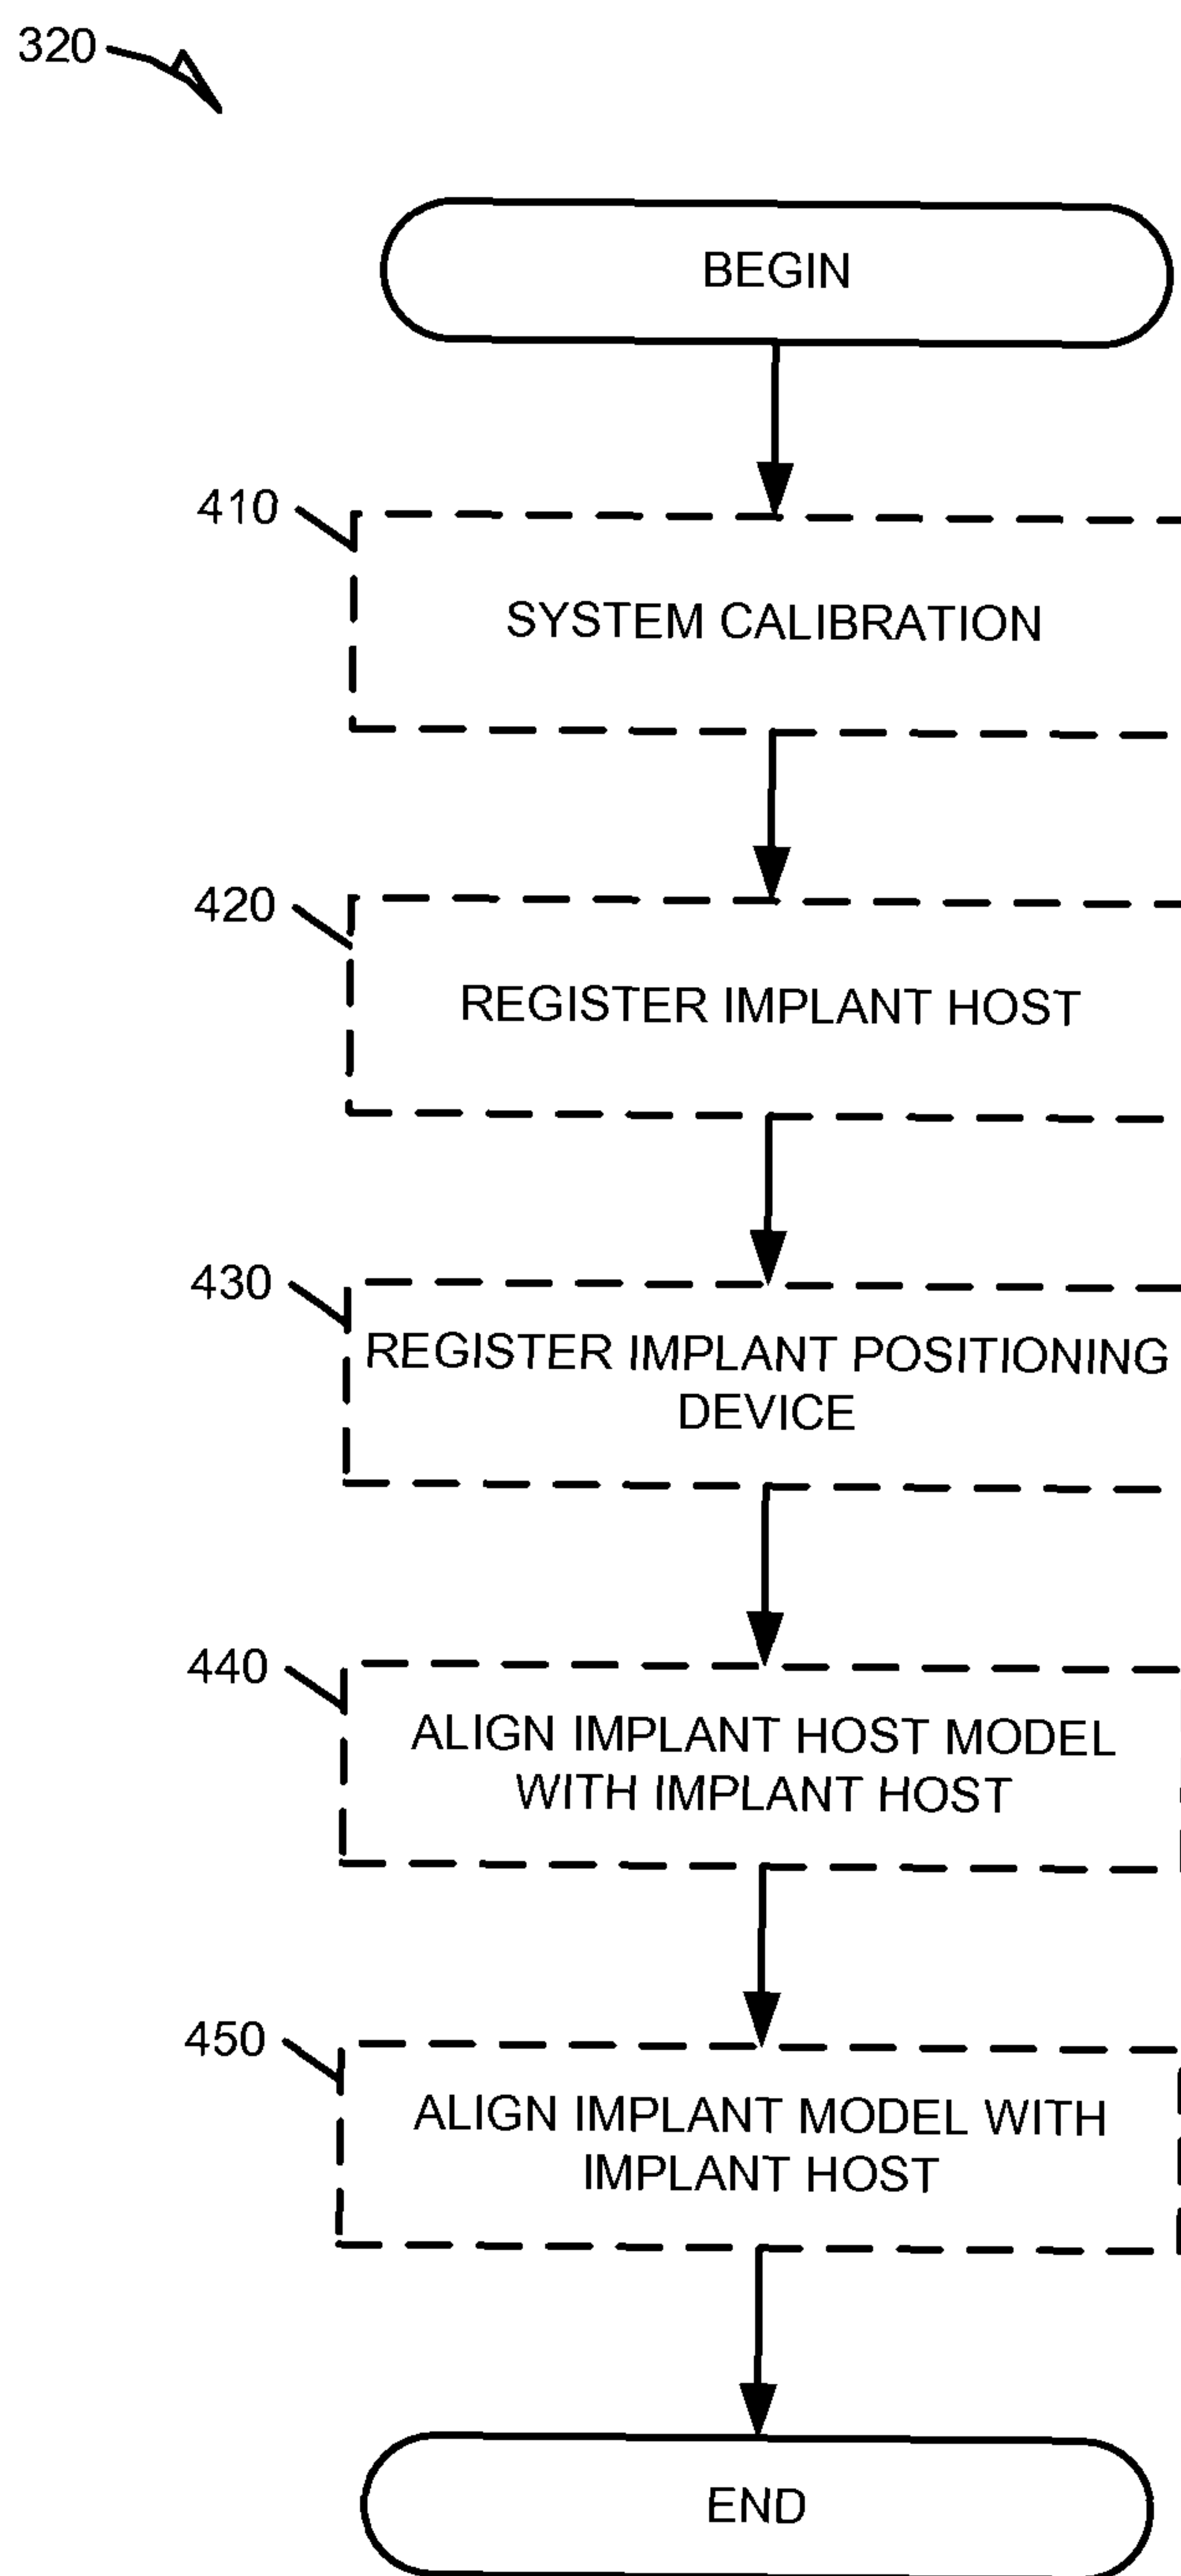 320
BEGIN
410
SYSTEM CALIBRATION
420
REGISTER IMPLANT HOST
430
REGISTER IMPLANT POSITIONING
DEVICE
440
ALIGN IMPLANT HOST MODEL
WITH IMPLANT HOST
450
ALIGN IMPLANT MODEL WITH
IMPLANT HOST
END